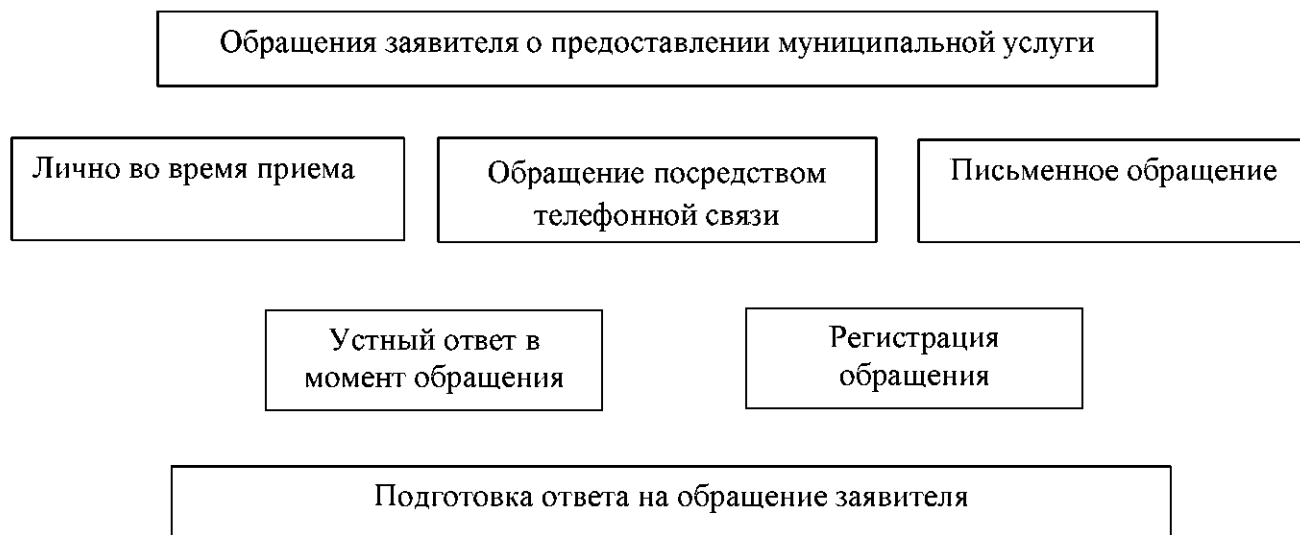 Обращения заявителя о предоставлении муниципальной услуги
Лично во время приема
Обращение посредством
телефонной связи
Письменное обращение
Устный ответ в
момент обращения
Регистрация
обращения
Подготовка ответа на обращение заявителя